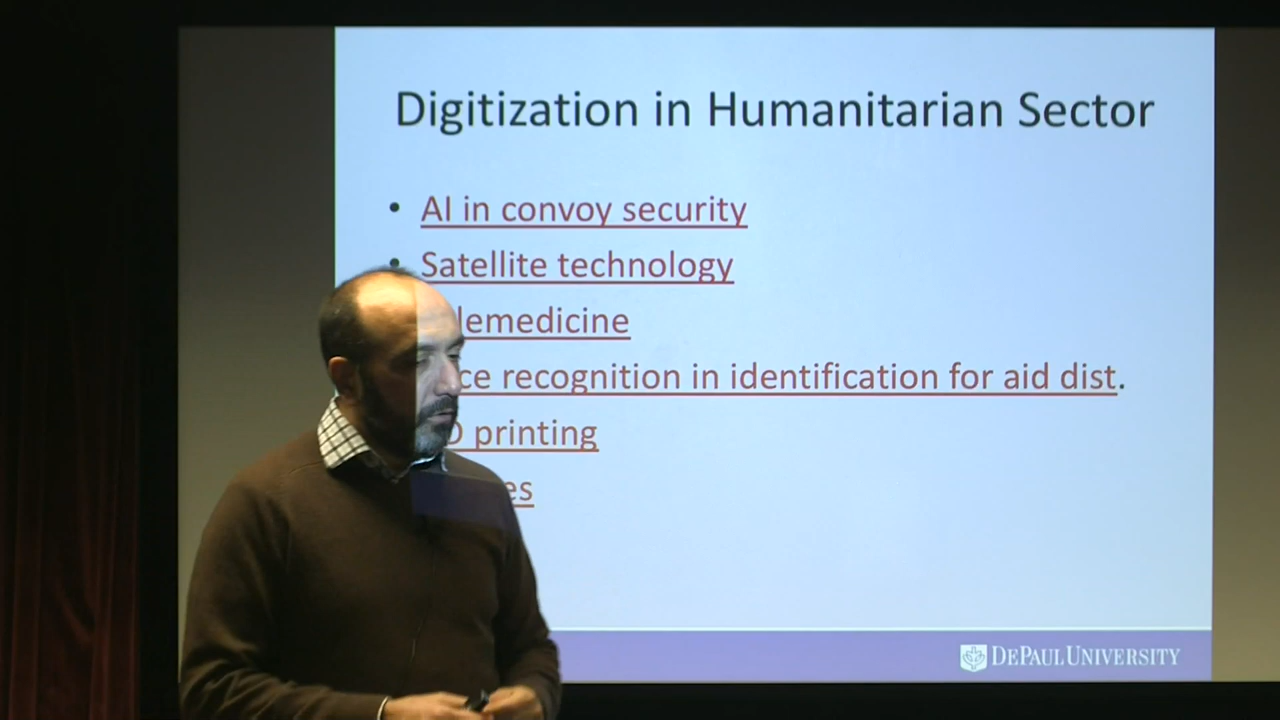 Digitization in Humanitarian Sector
• AI in convoy security
• Satellite technology
lemedicine
ce recognition in identification for aid dist.
D printing
es
DEPAUL UNIVERSITY